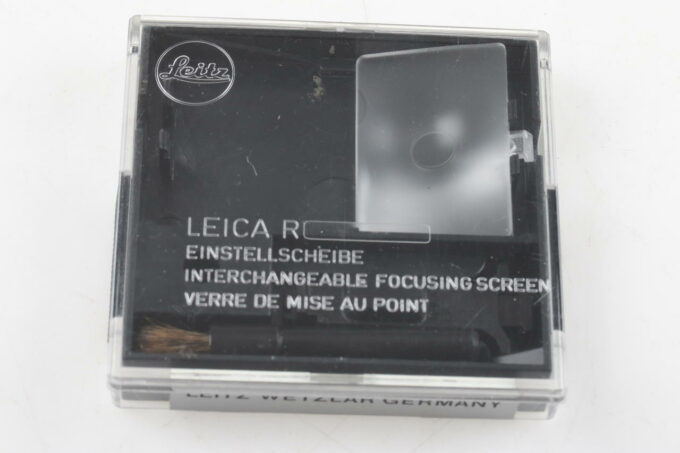 Leitz
LEICA R
EINSTELLSCHEIBE
INTERCHANGEABLE FOCUSING SCREEN
VERRE DE MISE AU POINT
LEITZ WETZLAR GERMANY